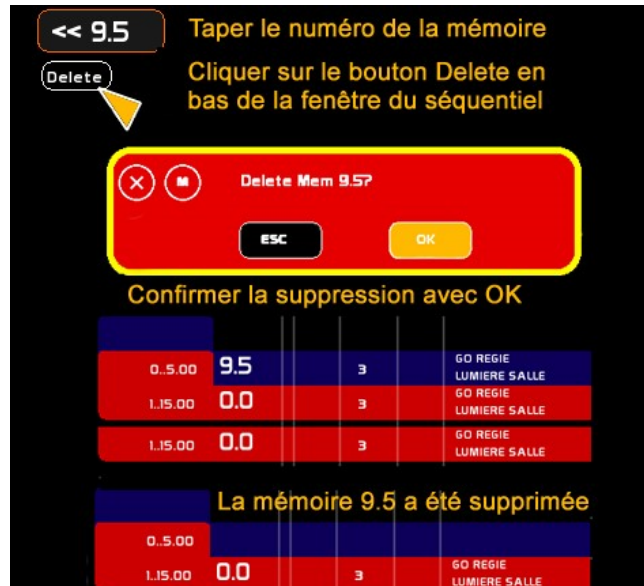 << 9.5 Taper le numéro de la mémoire
Delete Cliquer sur le bouton Delete en
bas de la fenêtre du séquentiel
M Delete Mem 9.5?
ESC OK
Confirmer la suppression avec OK
0..5.00 9.5 3 GO REGIE
LUMIERE SALLE
1..15.00 0.0 3 GO REGIE
LUMIERE SALLE
1..15.00 0.0 3 GO REGIE
LUMIERE SALLE
La mémoire 9.5 a été supprimée
0..5.00
1..15.00 0.0 3 GO REGIE
LUMIERE SALLE